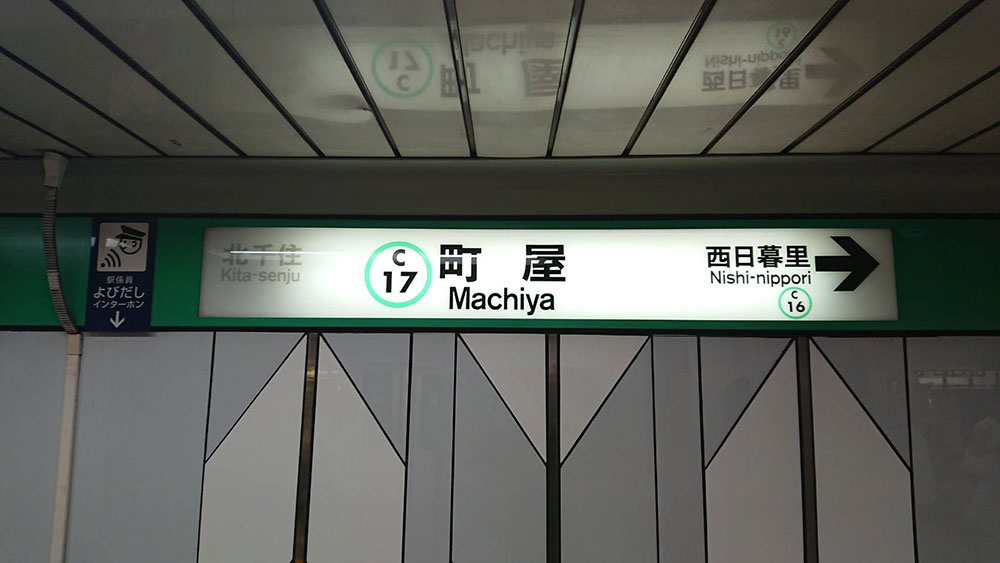 駅係員
よびだし
インターホン
北千住
Kita-senju
C
17
町屋
Machiya
西日暮里
Nishi-nippori
C
16